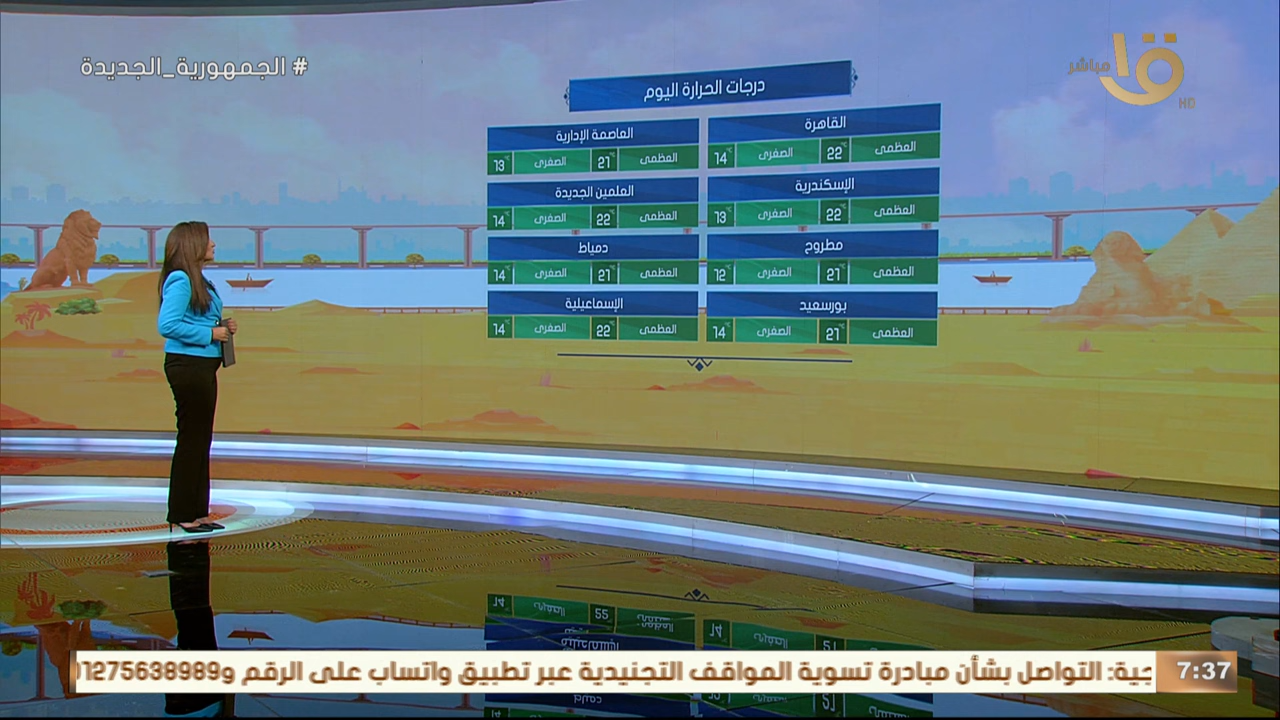 # الجمهورية_الجديدة
مباشر
HD
درجات الحرارة اليوم
القاهرة
العظمى 22°c الصغرى 14°c
العاصمة الإدارية
العظمى 21°c الصغرى 13°c
الإسكندرية
العظمى 22°c الصغرى 13°c
العلمين الجديدة
العظمى 22°c الصغرى 14°c
مطروح
العظمى 21°c الصغرى 12°c
دمياط
العظمى 21°c الصغرى 14°c
بورسعيد
العظمى 21°c الصغرى 14°c
الإسماعيلية
العظمى 22°c الصغرى 14°c
7:37
جية: التواصل بشأن مبادرة تسوية المواقف التجنيدية عبر تطبيق واتساب على الرقم و01275638989